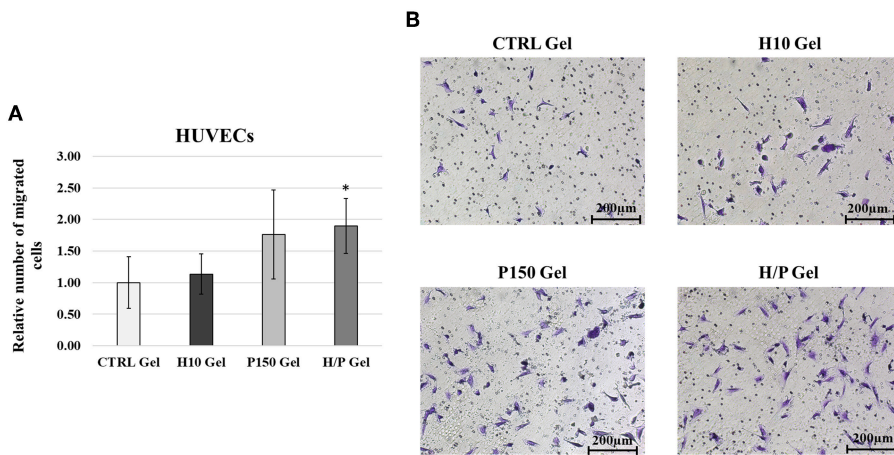 A
HUVECs
Relative number of migrated
cells
3.00
2.50
2.00
1.50
1.00
0.50
0.00
*
CTRL Gel
H10 Gel
P150 Gel
H/P Gel
B
CTRL Gel
H10 Gel
200μm
200μm
P150 Gel
H/P Gel
200μm
200μm